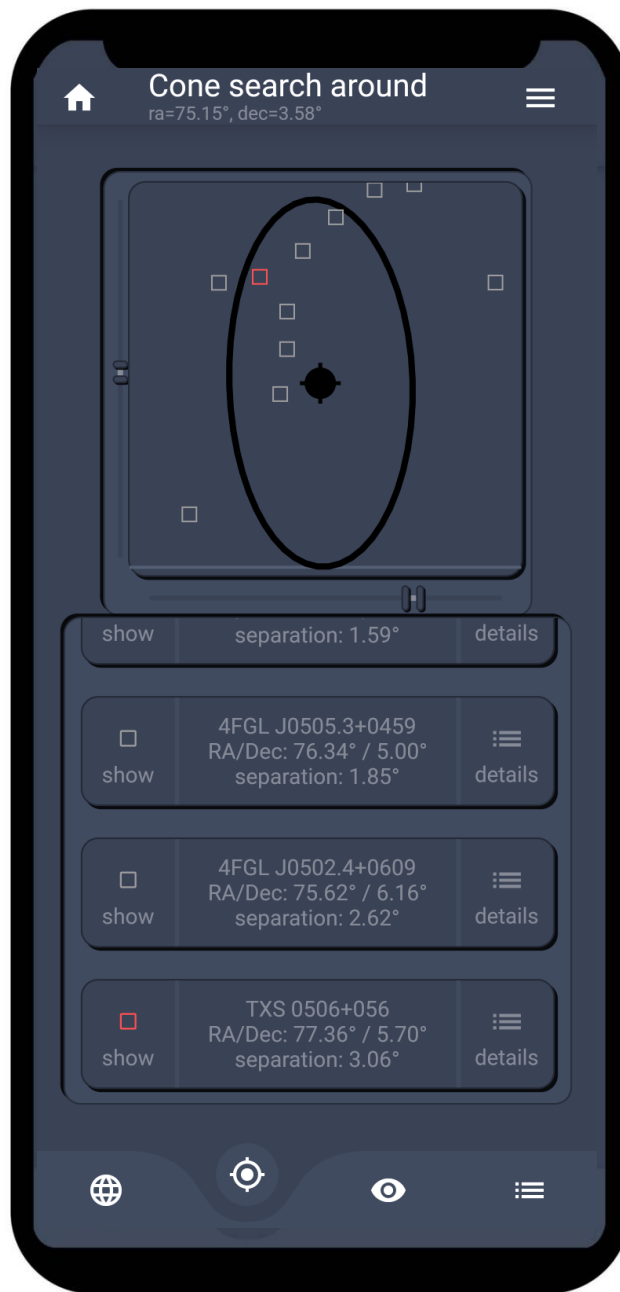 Cone search around
ra=75.15°, dec=3.58°
show
separation: 1.59°
details
4FGL J0505.3+0459
RA/Dec: 76.34° / 5.00°
separation: 1.85°
show
details
4FGL J0502.4+0609
RA/Dec: 75.62° / 6.16°
separation: 2.62°
show
details
TXS 0506+056
RA/Dec: 77.36° / 5.70°
separation: 3.06°
show
details